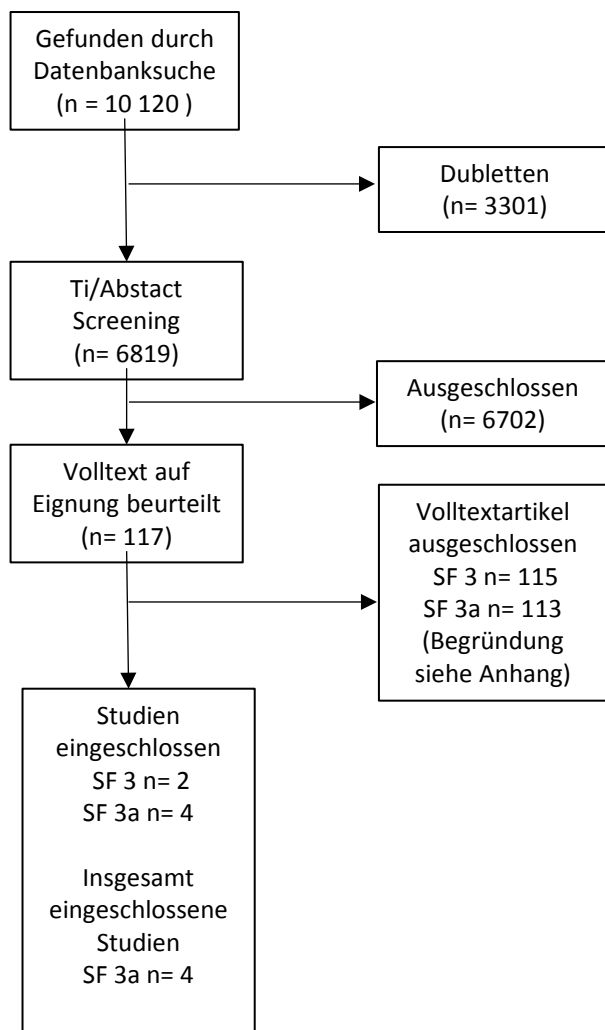 Gefunden durch
Datenbanksuche
(n = 10 120 )
Dubletten
(n= 3301)
Ti/Abstact
Screening
(n= 6819)
Ausgeschlossen
(n= 6702)
Volltext auf
Eignung beurteilt
(n= 117)
Volltextartikel
ausgeschlossen
SF 3 n= 115
SF 3a n= 113
(Begründung
siehe Anhang)
Studien
eingeschlossen
SF 3 n= 2
SF 3a n= 4
Insgesamt
eingeschlossene
Studien
SF 3a n= 4